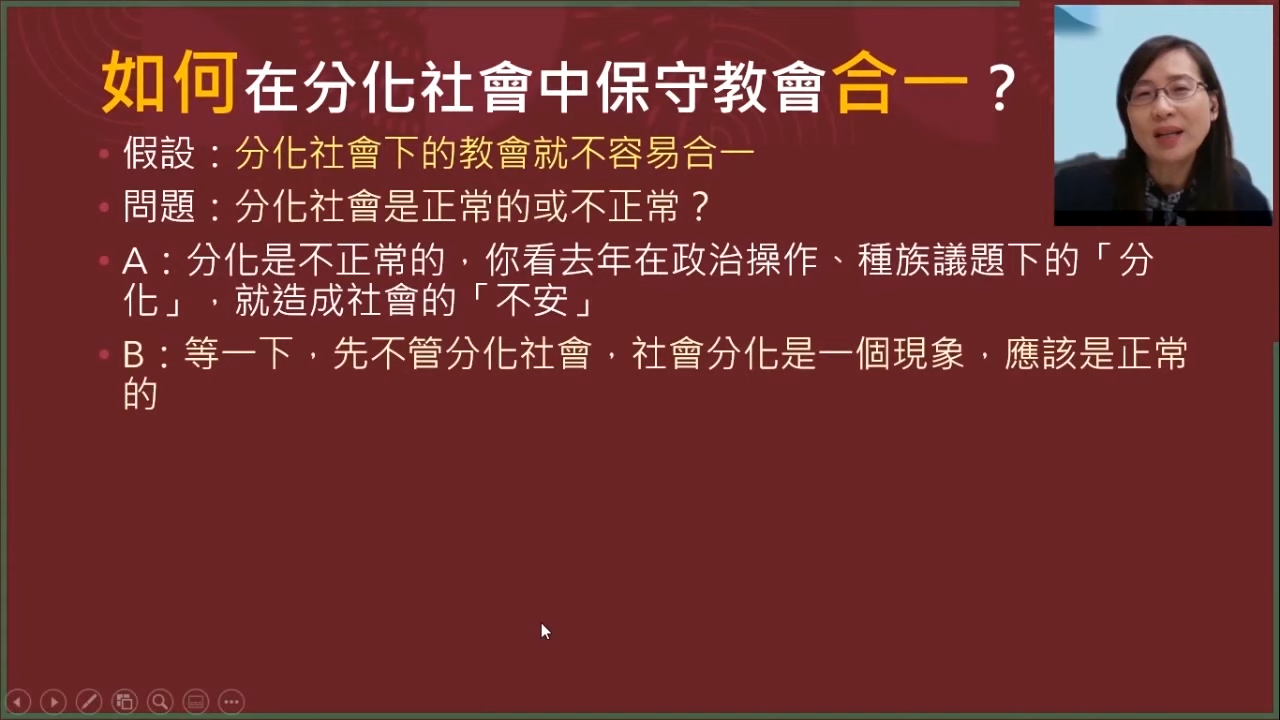 如何在分化社會中保守教會合一？
假設：分化社會下的教會就不容易合一
問題：分化社會是正常的或不正常？
A：分化是不正常的，你看去年在政治操作、種族議題下的「分
化」，就造成社會的「不安」
B：等一下，先不管分化社會，社會分化是一個現象，應該是正常
的